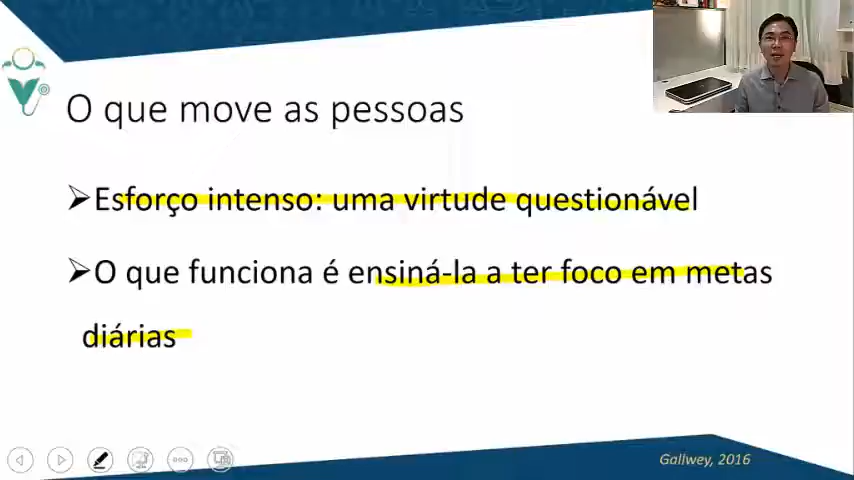 O que move as pessoas
➢Esforço intenso: uma virtude questionável
➢O que funciona é ensiná-la a ter foco em metas
diárias
Gallwey, 2016